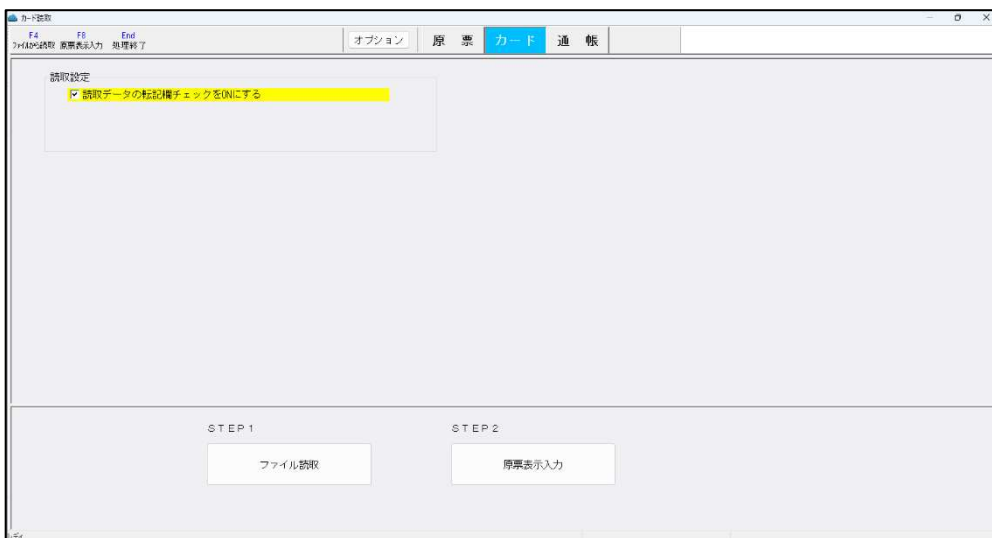 カード読取
F4 F8 End
ファイルから読取 原票表示入力 処理終了
オプション 原 票 カード 通 帳
読取設定
読取データの転記欄チェックをONにする
STEP1 STEP2
ファイル読取 原票表示入力